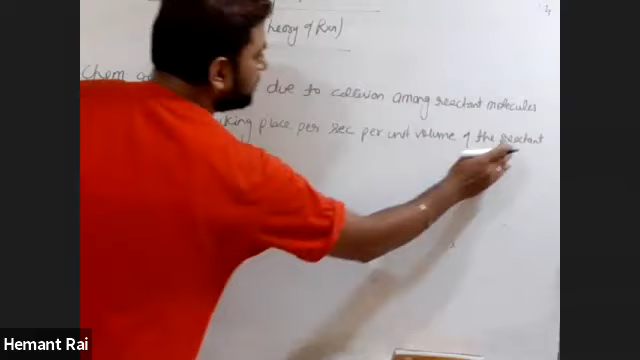 heory of Rxn)
Chem due to collision among reactant molecules
king place per sec per unit volume of the reactant
Hemant Rai